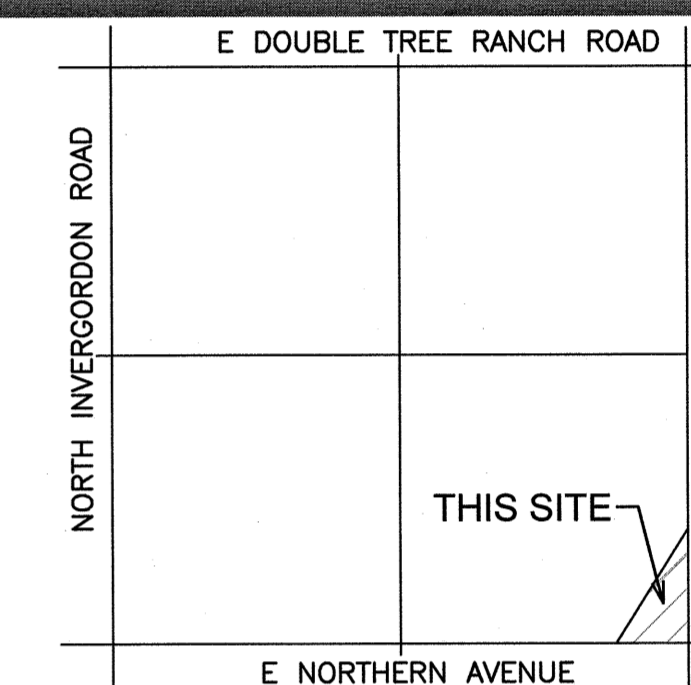 E DOUBLE TREE RANCH ROAD
NORTH INVERGORDON ROAD
THIS SITE
E NORTHERN AVENUE